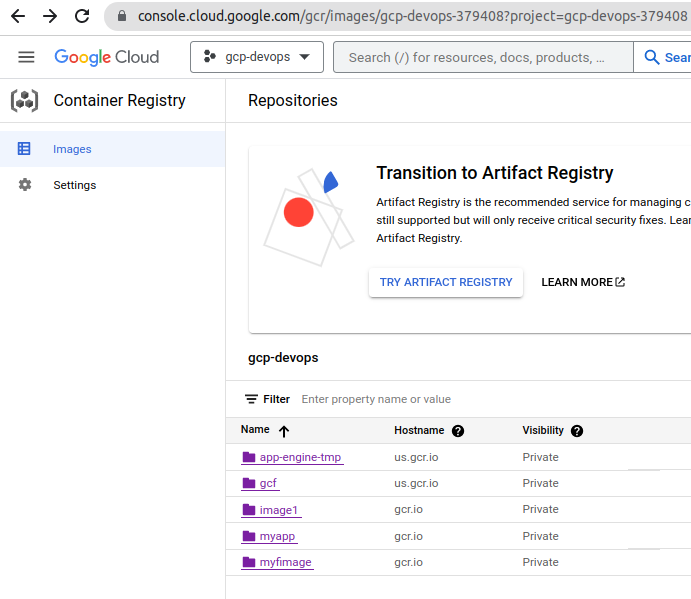 console.cloud.google.com/gcr/images/gcp-devops-379408?project=gcp-devops-379408
Google Cloud
gcp-devops
Search (/) for resources, docs, products, ...
Sear
Container Registry
Repositories
Images
Settings
Transition to Artifact Registry
Artifact Registry is the recommended service for managing c
still supported but will only receive critical security fixes. Lear
Artifact Registry.
TRY ARTIFACT REGISTRY
LEARN MORE
gcp-devops
Filter Enter property name or value
Name Hostname Visibility
app-engine-tmp us.gcr.io Private
gcf us.gcr.io Private
image1 gcr.io Private
myapp gcr.io Private
myfimage gcr.io Private